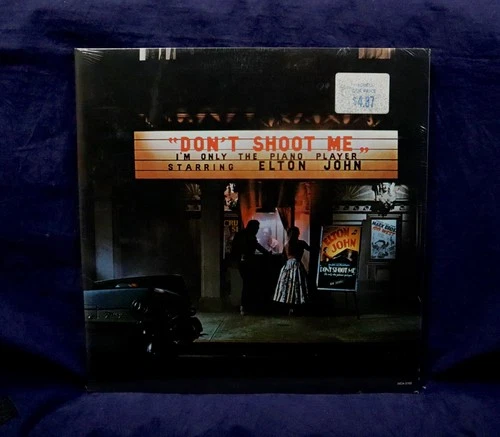 $4.87
"DON'T SHOOT ME"
I'M ONLY THE PIANO PLAYER
STARRING ELTON JOHN
ELTON
JOHN
DON'T SHOOT
ME